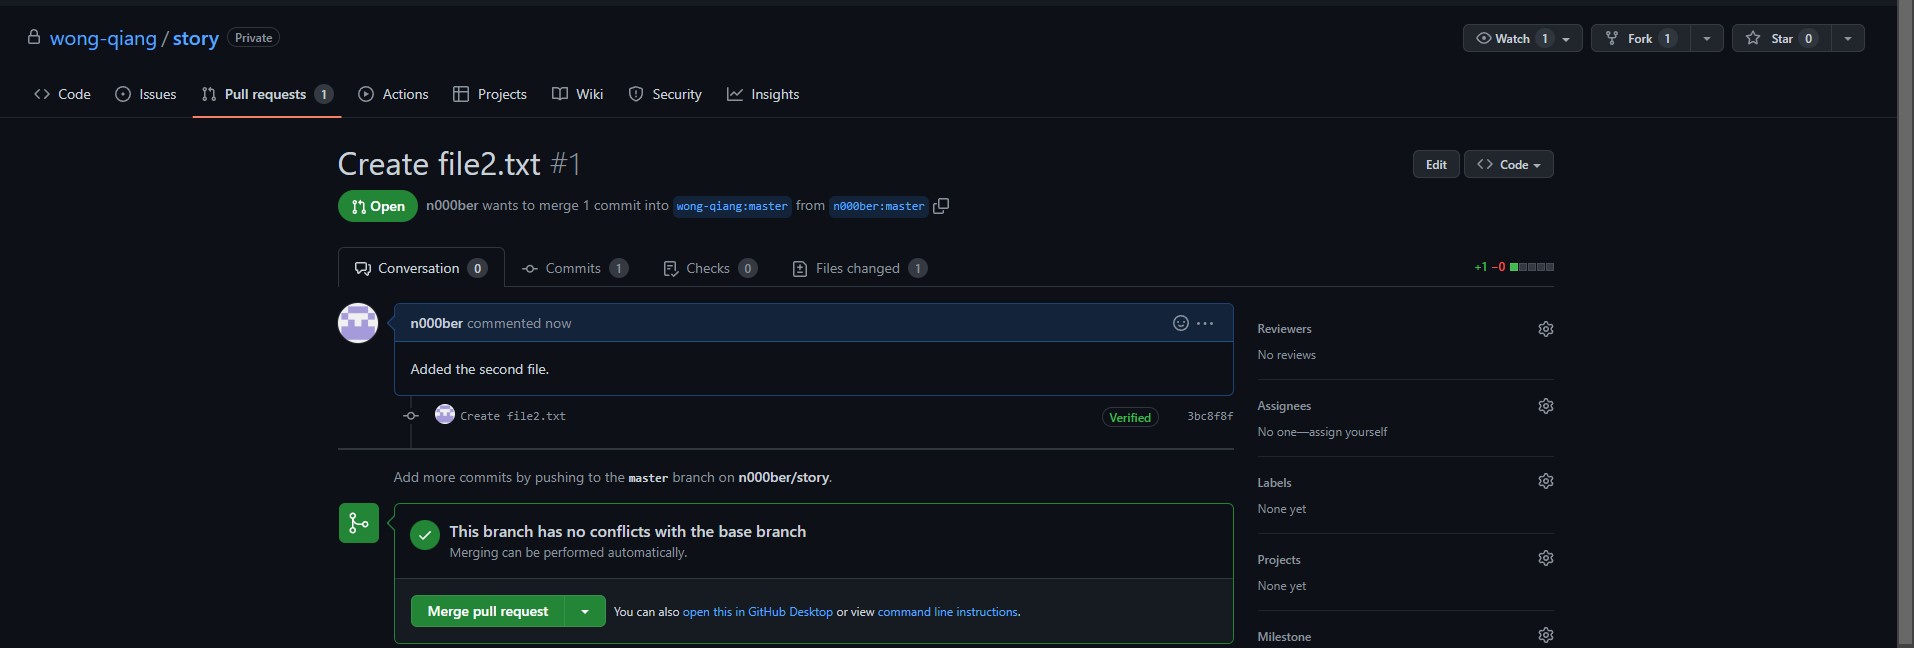 wong-qiang / story Private Watch 1 Fork 1 Star 0
Code Issues Pull requests 1 Actions Projects Wiki Security Insights
Create file2.txt #1 Edit Code
Open n000ber wants to merge 1 commit into wong-qiang:master from n000ber:master
Conversation 0 Commits 1 Checks 0 Files changed 1 +1 −0
n000ber commented now
Added the second file.
Create file2.txt Verified 3bc8f8f
Add more commits by pushing to the master branch on n000ber/story.
This branch has no conflicts with the base branch
Merging can be performed automatically.
Merge pull request You can also open this in GitHub Desktop or view command line instructions.
Reviewers
No reviews
Assignees
No one—assign yourself
Labels
None yet
Projects
None yet
Milestone